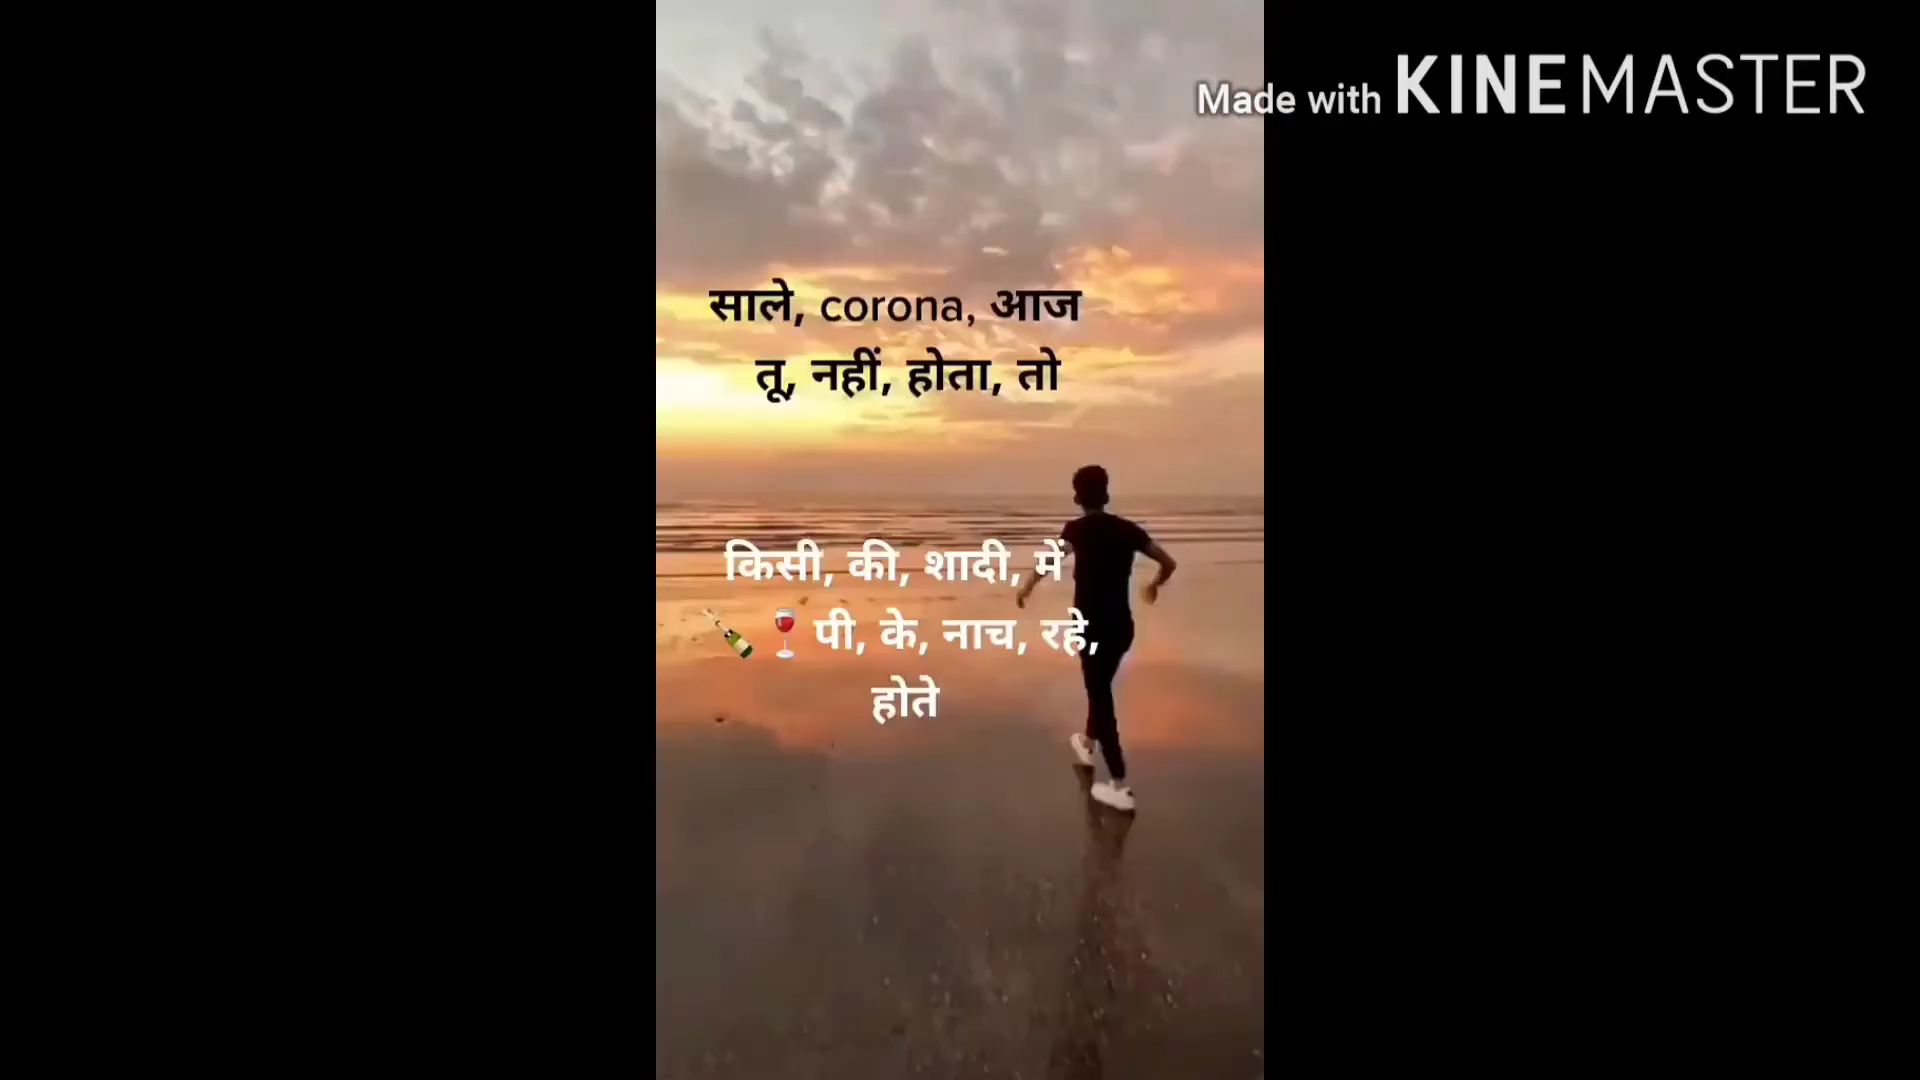 Made with KINEMASTER
साले, corona, आज
तू, नहीं, होता, तो
किसी, की, शादी, में
🍾🍷पी, के, नाच, रहे,
होते